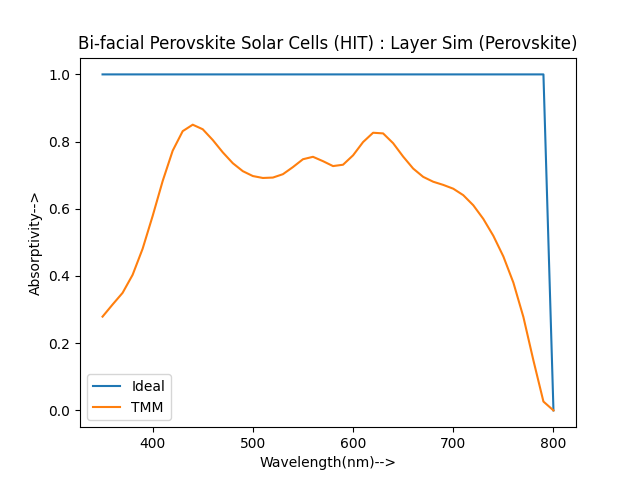 Bi-facial Perovskite Solar Cells (HIT) : Layer Sim (Perovskite)
1.0
0.8
0.6
0.4
0.2
0.0
Absorptivity-->
Ideal
TMM
400
500
600
700
800
Wavelength(nm)-->